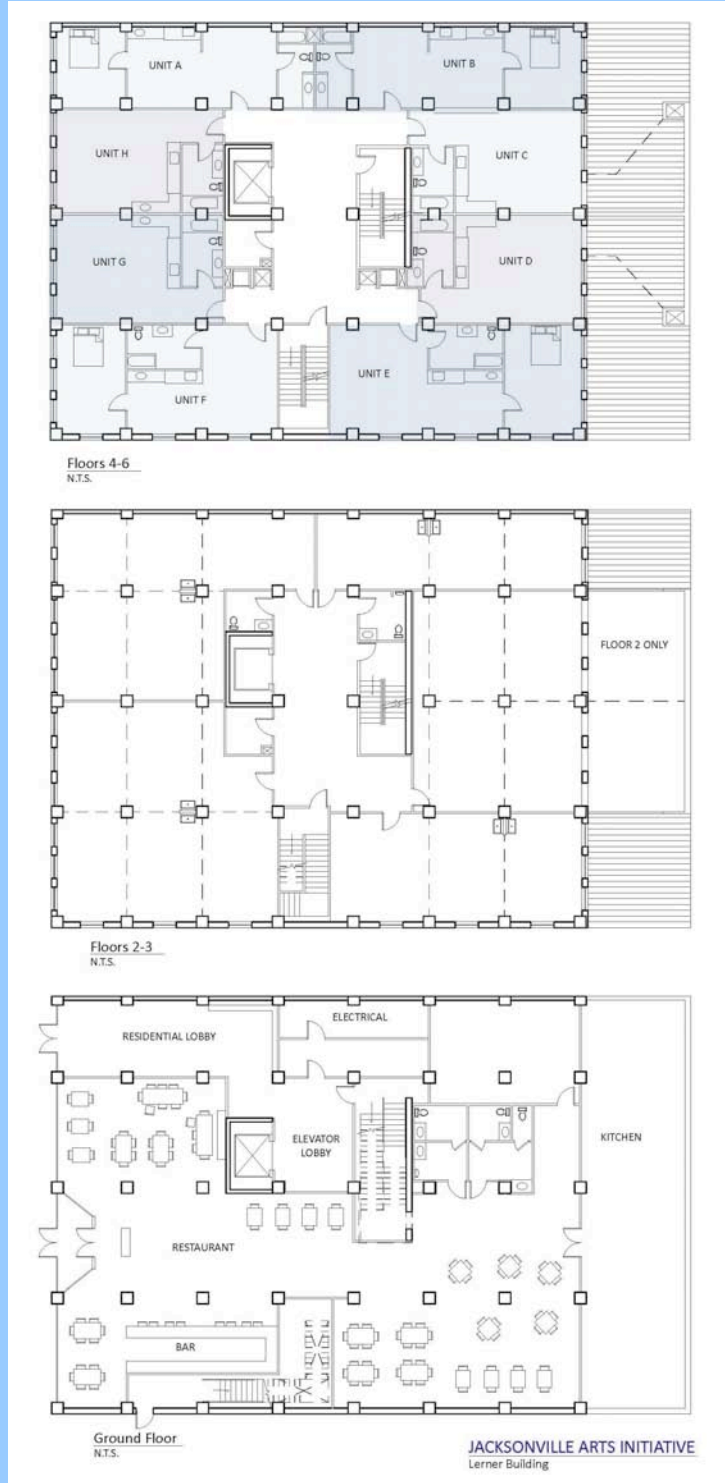 UNIT A
UNIT B
UNIT H
UNIT C
UNIT G
UNIT D
UNIT E
UNIT F
Floors 4-6
N.T.S.
FLOOR 2 ONLY
Floors 2-3
N.T.S.
ELECTRICAL
RESIDENTIAL LOBBY
ELEVATOR
LOBBY
KITCHEN
RESTAURANT
BAR
Ground Floor
N.T.S.
JACKSONVILLE ARTS INITIATIVE
Lerner Building